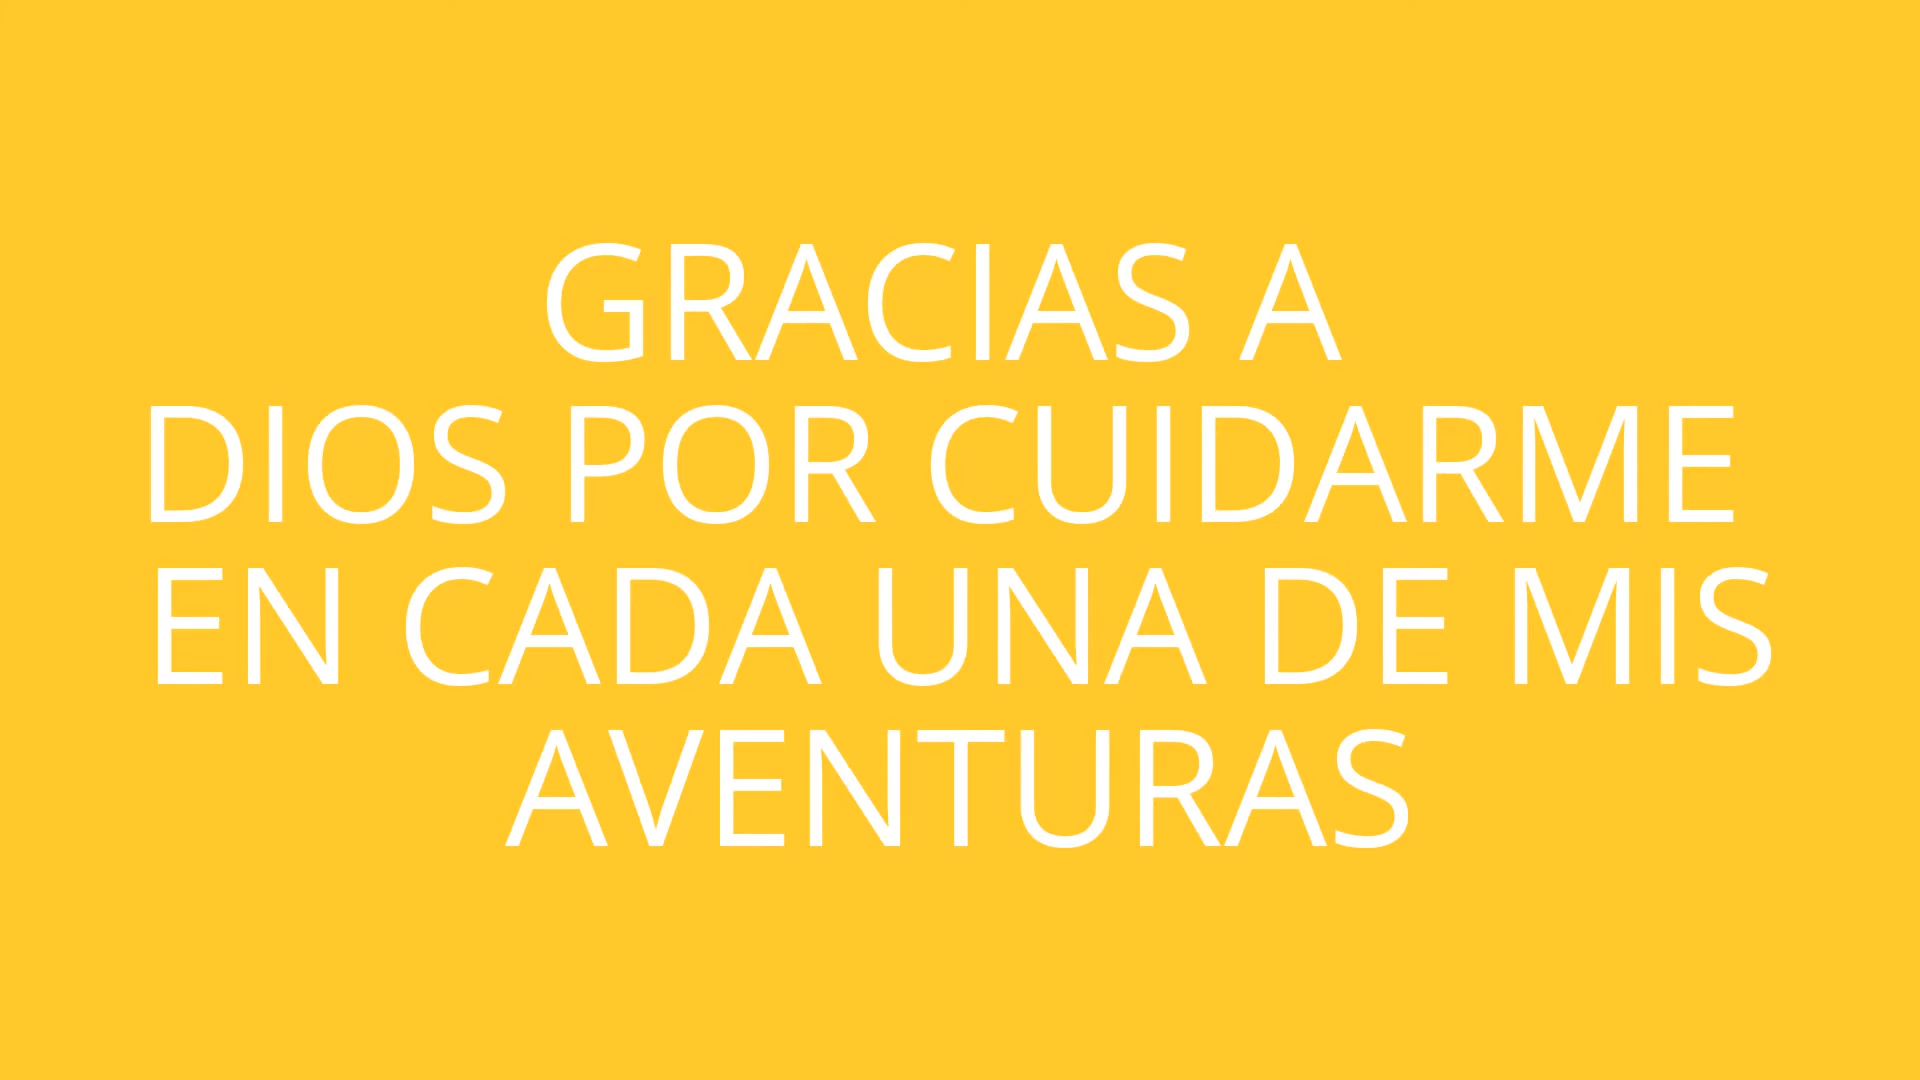 GRACIAS A
DIOS POR CUIDARME
EN CADA UNA DE MIS
AVENTURAS